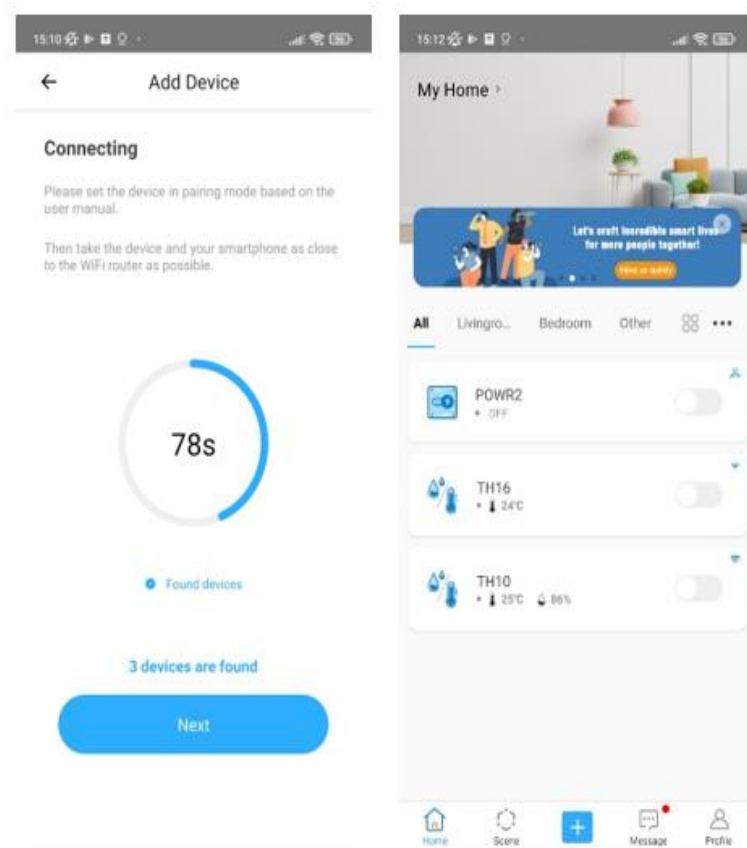 15:10
Add Device
Connecting
Please set the device in pairing mode based on the
user manual.
Then take the device and your smartphone as close
to the WiFi router as possible.
78s
Found devices
3 devices are found
Next
15:12
My Home
Let's craft incredible smart lives
for more people together!
All Livingro... Bedroom Other
POWR2
OFF
TH16
24°C
TH10
25°C 86%
Home Scene Message Profile